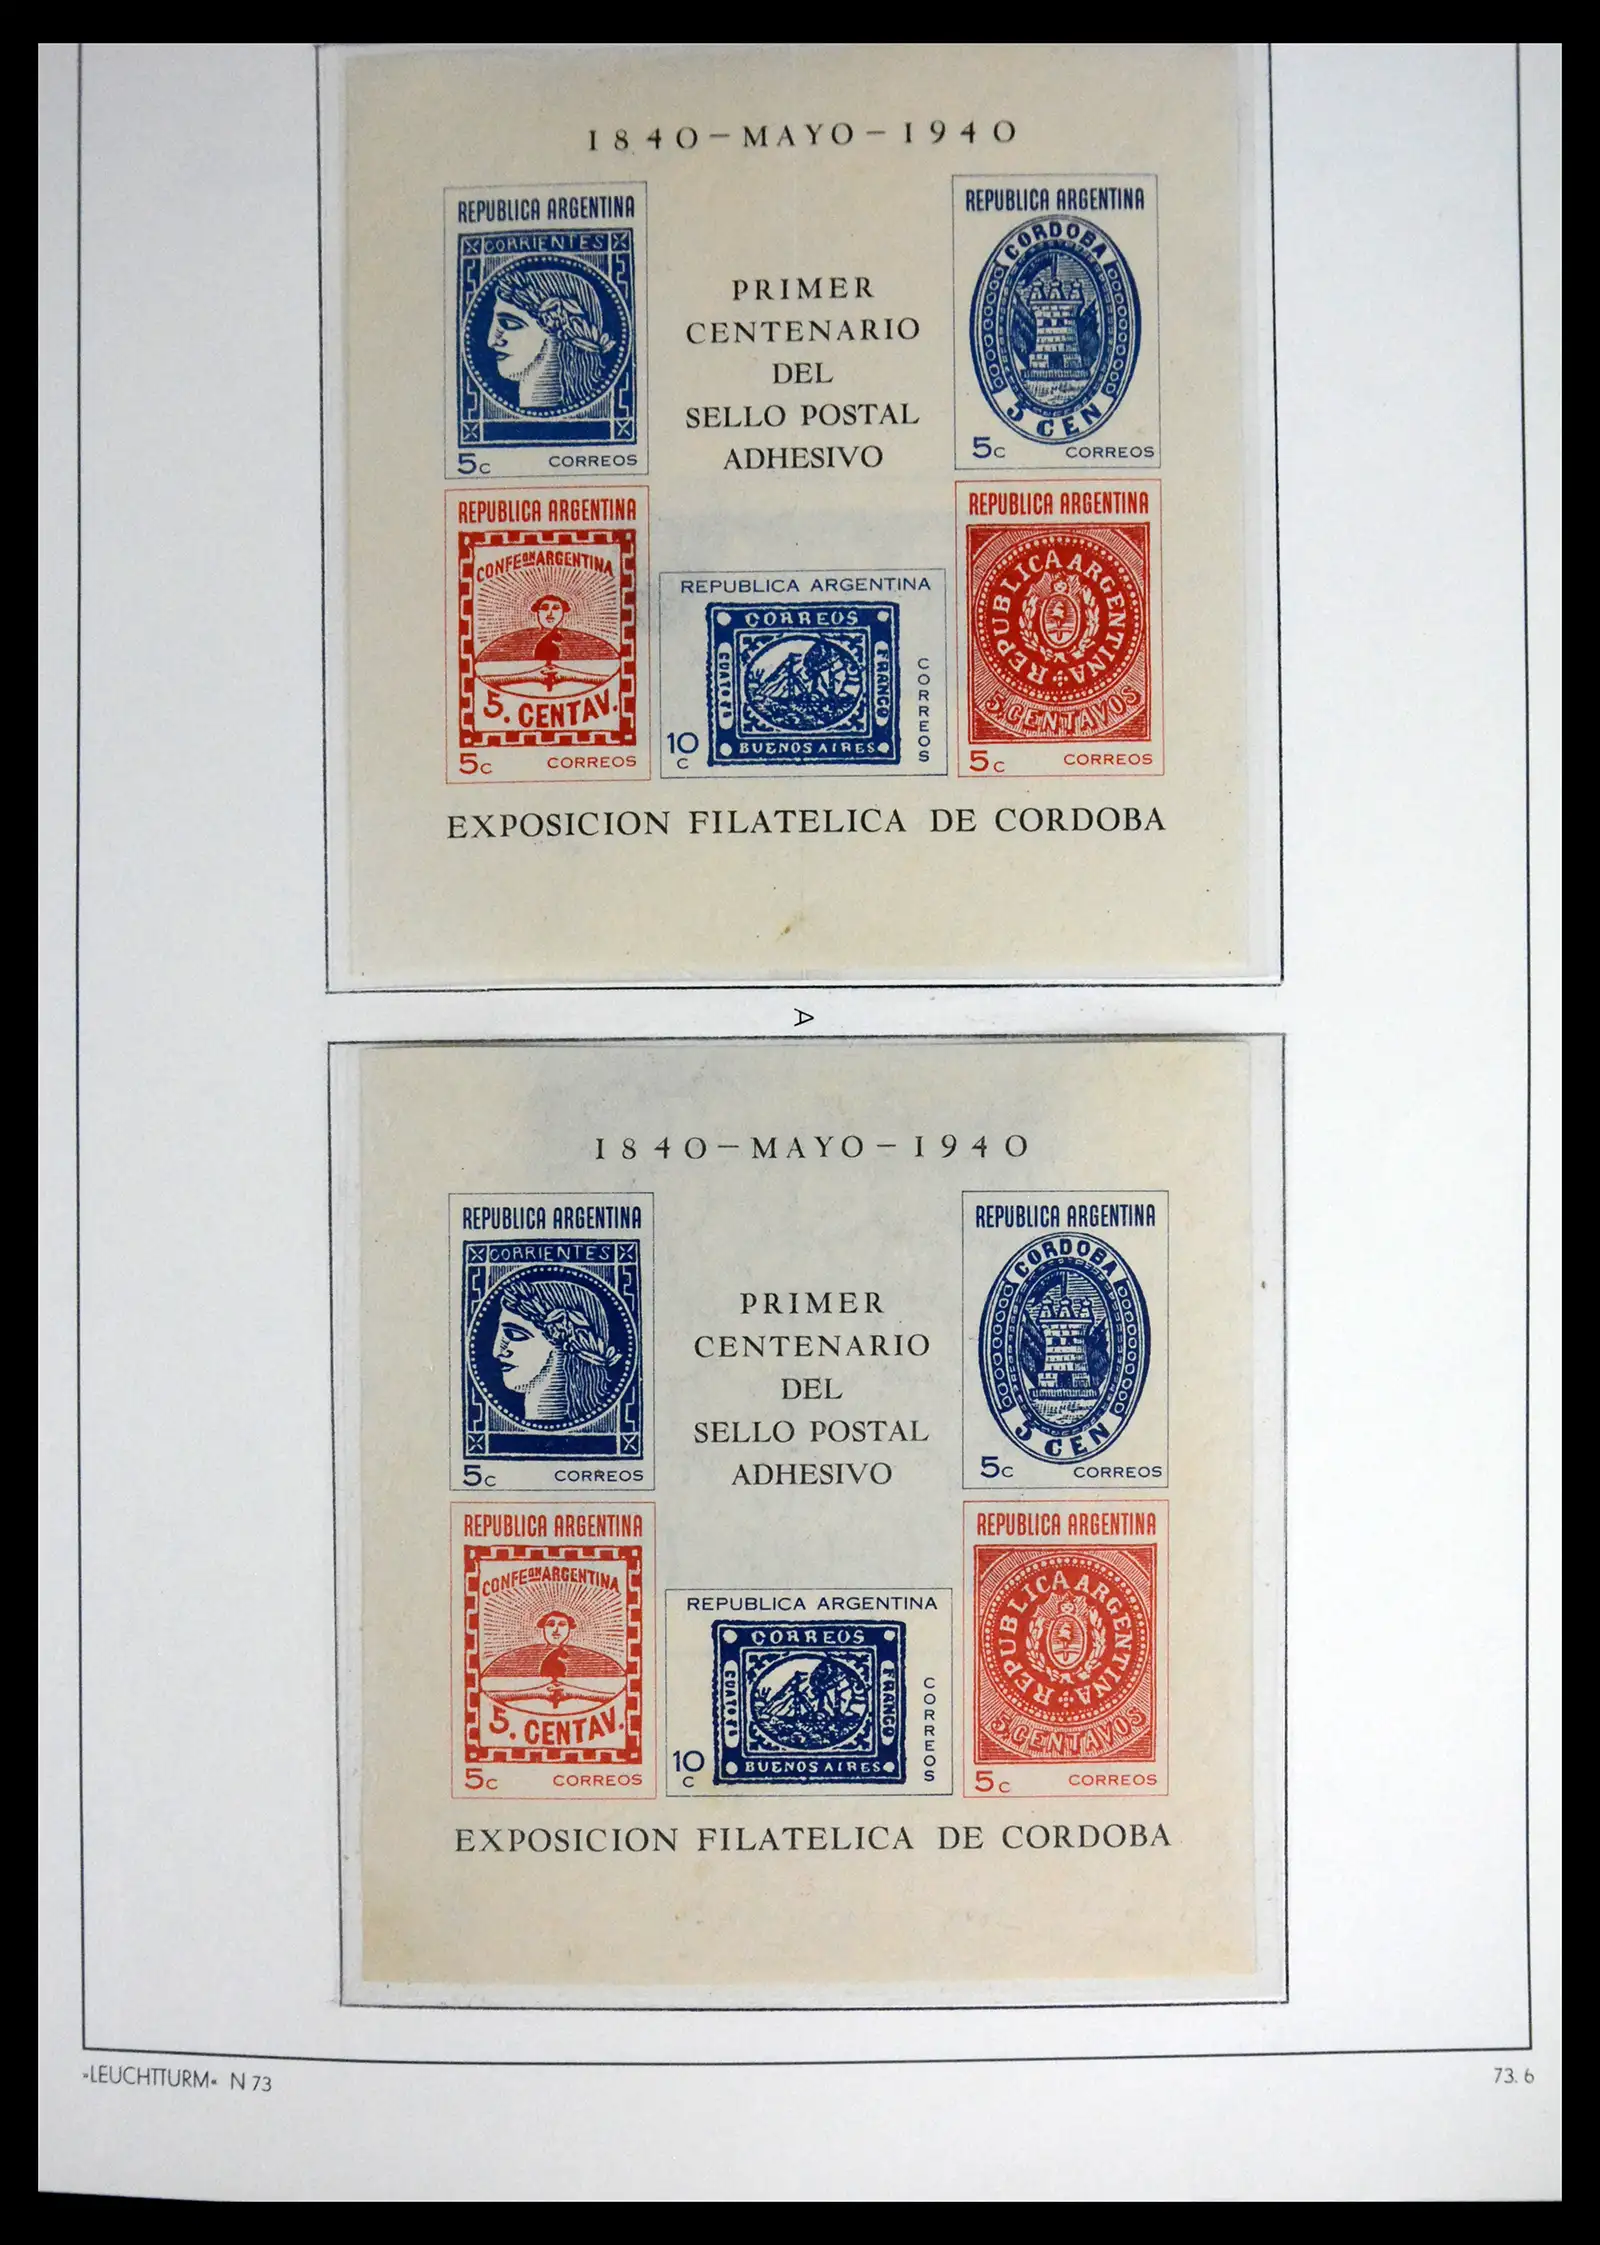 1840 – MAYO – 1940
REPUBLICA ARGENTINA
CORRIENTES
5c CORREOS
PRIMER
CENTENARIO
DEL
SELLO POSTAL
ADHESIVO
REPUBLICA ARGENTINA
CORDOBA
5 CEN
5c CORREOS
REPUBLICA ARGENTINA
CONFEON ARGENTINA
5. CENTAV.
5c CORREOS
REPUBLICA ARGENTINA
CORREOS
FRANCO
BUENOS AIRES
10 c
CORREOS
REPUBLICA ARGENTINA
REPUBLICA ARGENTINA
5 CENTAVOS
5c CORREOS
EXPOSICION FILATELICA DE CORDOBA
A
1840 – MAYO – 1940
REPUBLICA ARGENTINA
CORRIENTES
5c CORREOS
PRIMER
CENTENARIO
DEL
SELLO POSTAL
ADHESIVO
REPUBLICA ARGENTINA
CORDOBA
5 CEN
5c CORREOS
REPUBLICA ARGENTINA
CONFEON ARGENTINA
5. CENTAV.
5c CORREOS
REPUBLICA ARGENTINA
CORREOS
FRANCO
BUENOS AIRES
10 c
CORREOS
REPUBLICA ARGENTINA
REPUBLICA ARGENTINA
5 CENTAVOS
5c CORREOS
EXPOSICION FILATELICA DE CORDOBA
»LEUCHTTURM« N 73
73. 6